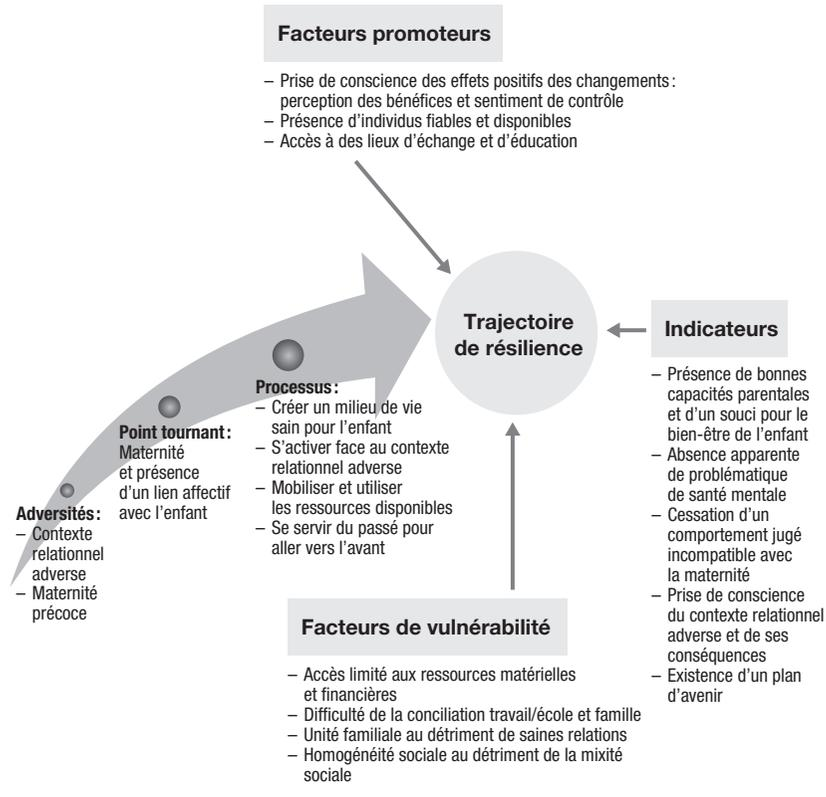 Facteurs promoteurs
– Prise de conscience des effets positifs des changements :
perception des bénéfices et sentiment de contrôle
– Présence d'individus fiables et disponibles
– Accès à des lieux d'échange et d'éducation
Trajectoire
de résilience
Indicateurs
– Présence de bonnes
capacités parentales
et d'un souci pour le
bien-être de l'enfant
– Absence apparente
de problématique
de santé mentale
– Cessation d'un
comportement jugé
incompatible avec
la maternité
– Prise de conscience
du contexte relationnel
adverse et de ses
conséquences
– Existence d'un plan
d'avenir
Processus :
– Créer un milieu de vie
sain pour l'enfant
– S'activer face au contexte
relationnel adverse
– Mobiliser et utiliser
les ressources disponibles
– Se servir du passé pour
aller vers l'avant
Point tournant :
Maternité
et présence
d'un lien affectif
avec l'enfant
Adversités :
– Contexte
relationnel
adverse
– Maternité
précoce
Facteurs de vulnérabilité
– Accès limité aux ressources matérielles
et financières
– Difficulté de la conciliation travail/école et famille
– Unité familiale au détriment de saines relations
– Homogénéité sociale au détriment de la mixité
sociale